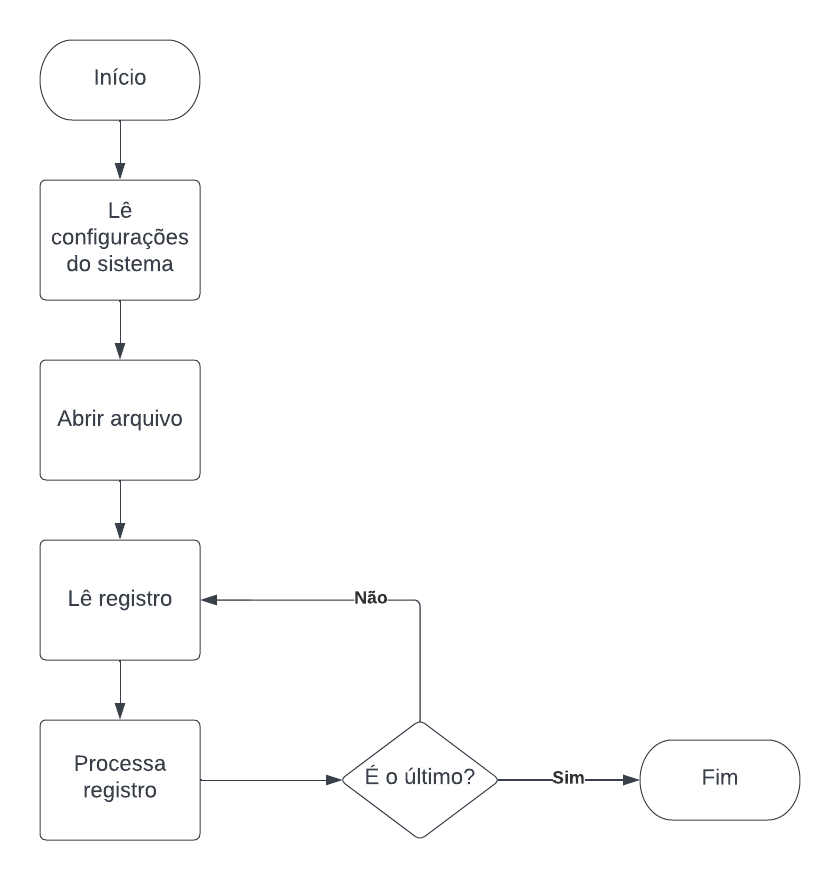 Início
Lê
configurações
do sistema
Abrir arquivo
Lê registro
Não
Processa
registro
É o último?
Sim
Fim